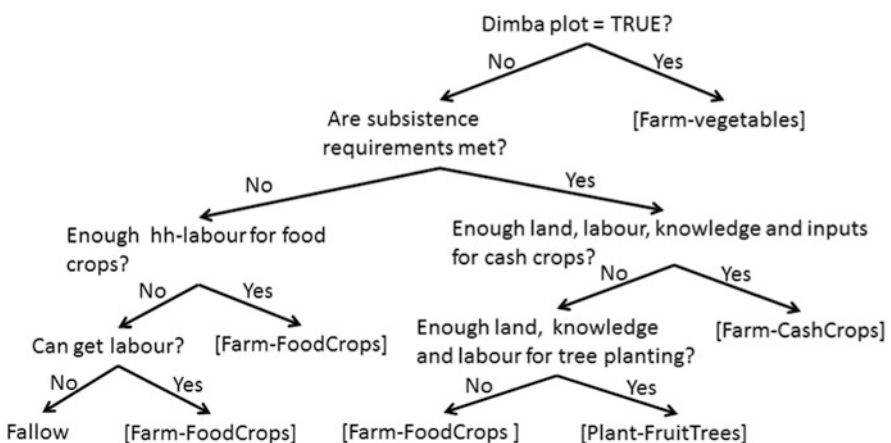 Dimba plot = TRUE?
No
Yes
Are subsistence
requirements met?
[Farm-vegetables]
No
Yes
Enough hh-labour for food
crops?
Enough land, labour, knowledge and inputs
for cash crops?
No
Yes
No
Yes
Can get labour?
[Farm-FoodCrops]
Enough land, knowledge
and labour for tree planting?
[Farm-CashCrops]
No
Yes
No
Yes
Fallow
[Farm-FoodCrops]
[Farm-FoodCrops ]
[Plant-FruitTrees]